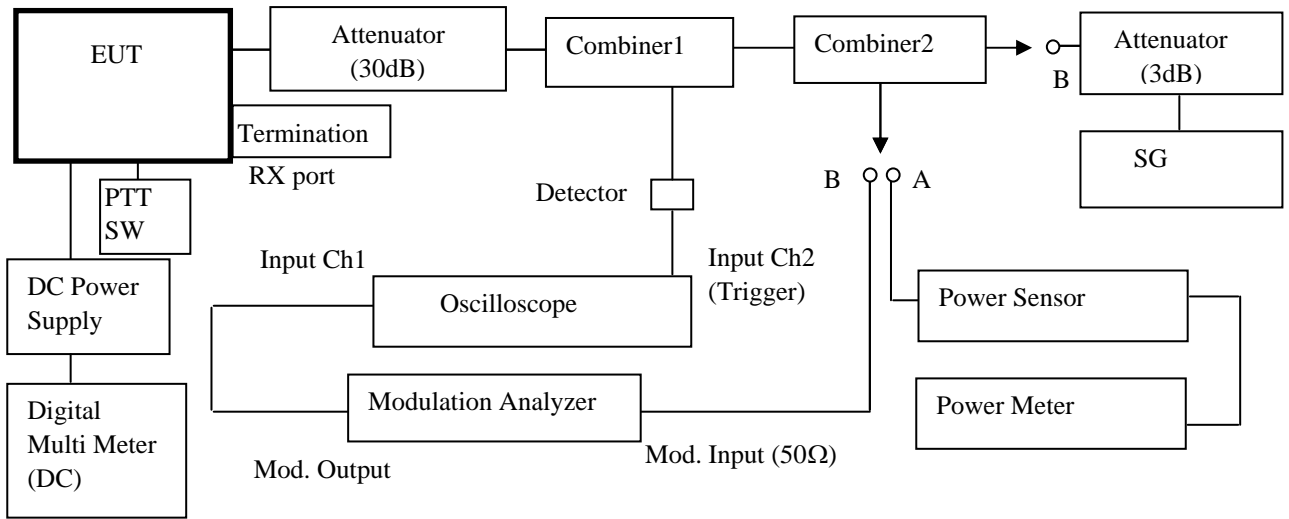 EUT
Attenuator
(30dB)
Combiner1
Combiner2
B
Attenuator
(3dB)
Termination
RX port
SG
PTT
SW
Detector
B
A
Input Ch1
Input Ch2
(Trigger)
DC Power
Supply
Oscilloscope
Power Sensor
Digital
Multi Meter
(DC)
Modulation Analyzer
Power Meter
Mod. Output
Mod. Input (50Ω)